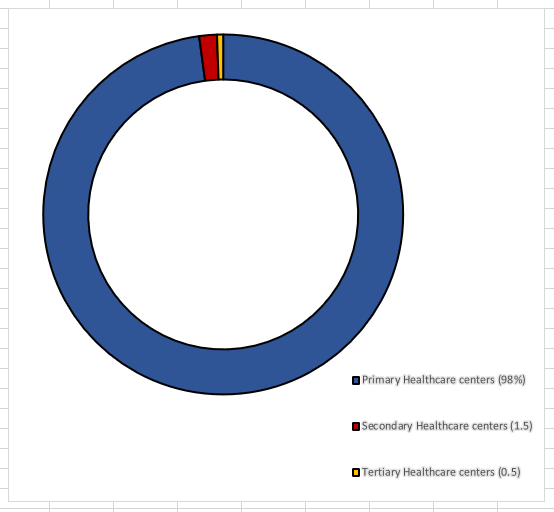 Primary Healthcare centers (98%)
Secondary Healthcare centers (1.5)
Tertiary Healthcare centers (0.5)